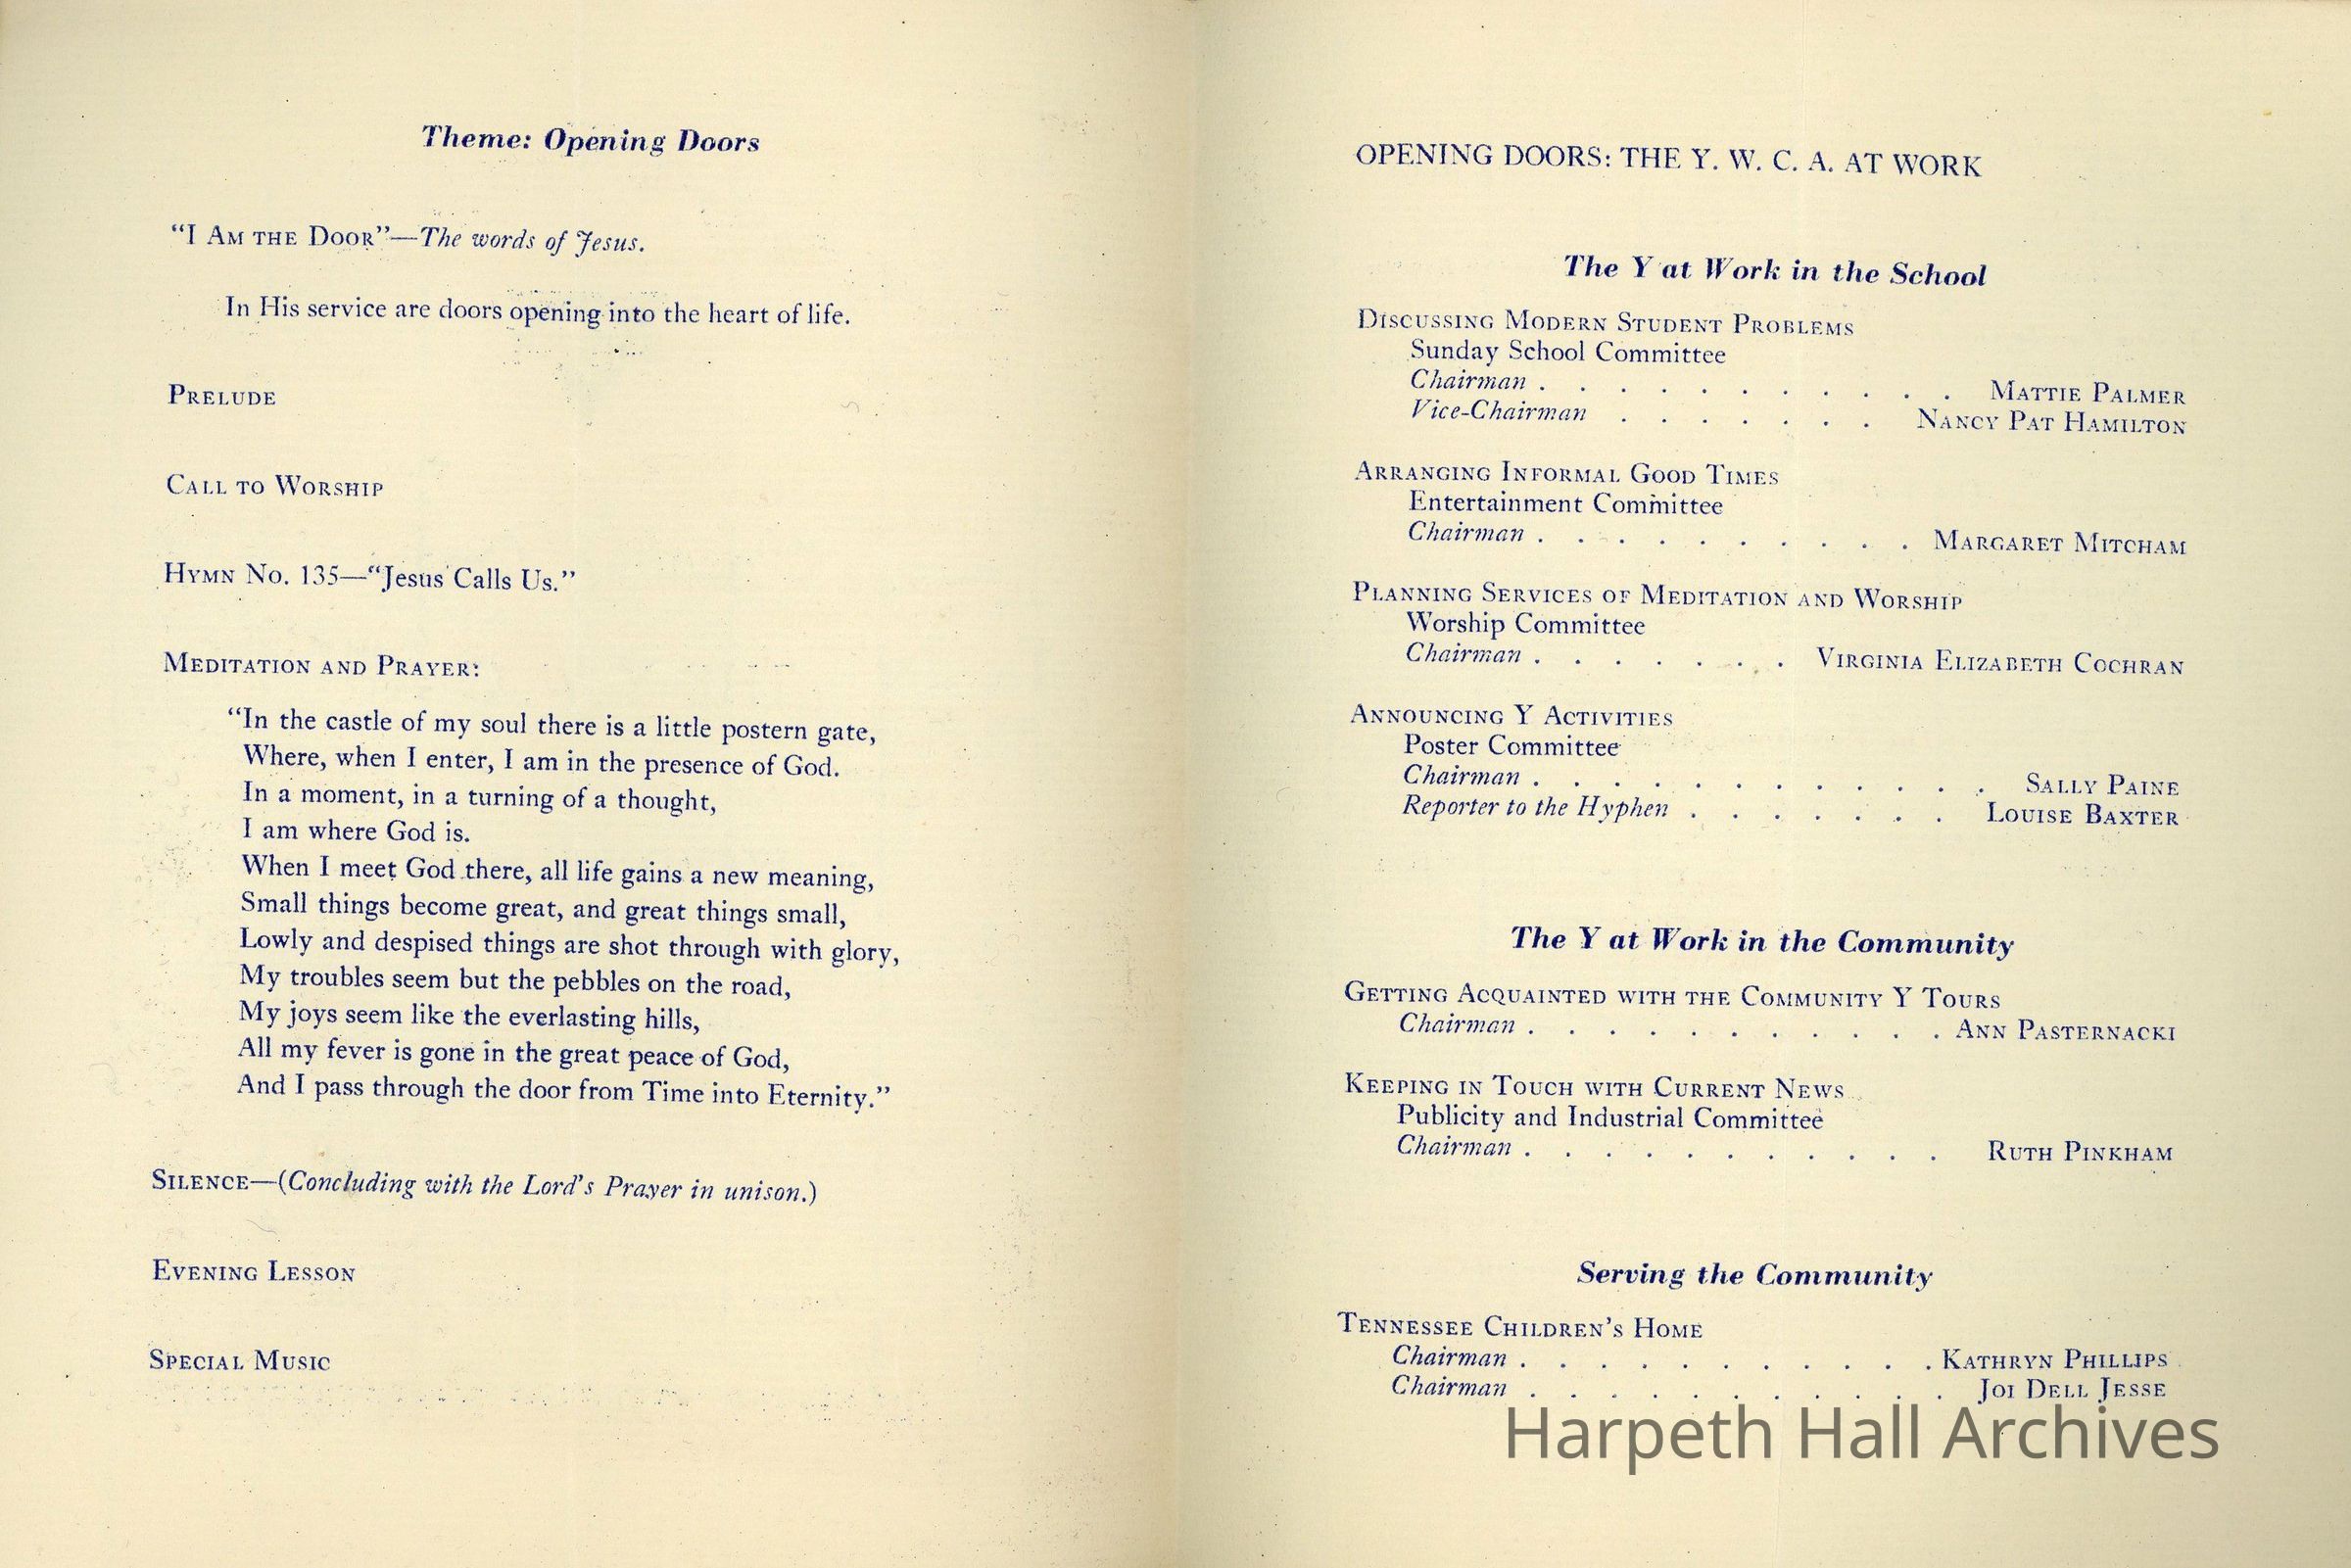 Theme: Opening Doors
“I Am the Door”—The words of Jesus.
In His service are doors opening into the heart of life.
Prelude
Call to Worship
Hymn No. 135—“Jesus Calls Us.”
Meditation and Prayer:
“In the castle of my soul there is a little postern gate,
Where, when I enter, I am in the presence of God.
In a moment, in a turning of a thought,
I am where God is.
When I meet God there, all life gains a new meaning,
Small things become great, and great things small,
Lowly and despised things are shot through with glory,
My troubles seem but the pebbles on the road,
My joys seem like the everlasting hills,
All my fever is gone in the great peace of God,
And I pass through the door from Time into Eternity.”
Silence—(Concluding with the Lord’s Prayer in unison.)
Evening Lesson
Special Music
OPENING DOORS: THE Y. W. C. A. AT WORK
The Y at Work in the School
Discussing Modern Student Problems
Sunday School Committee
Chairman . . . . . . . . . . . Mattie Palmer
Vice-Chairman . . . . . . . Nancy Pat Hamilton
Arranging Informal Good Times
Entertainment Committee
Chairman . . . . . . . . . . Margaret Mitcham
Planning Services of Meditation and Worship
Worship Committee
Chairman . . . . . . . Virginia Elizabeth Cochran
Announcing Y Activities
Poster Committee
Chairman . . . . . . . . . . . . Sally Paine
Reporter to the Hyphen . . . . . . . Louise Baxter
The Y at Work in the Community
Getting Acquainted with the Community Y Tours
Chairman . . . . . . . . . . . Ann Pasternacki
Keeping in Touch with Current News
Publicity and Industrial Committee
Chairman . . . . . . . . . . . Ruth Pinkham
Serving the Community
Tennessee Children’s Home
Chairman . . . . . . . . . . . Kathryn Phillips
Chairman . . . . . . . . . . . Joi Dell Jesse
Harpeth Hall Archives